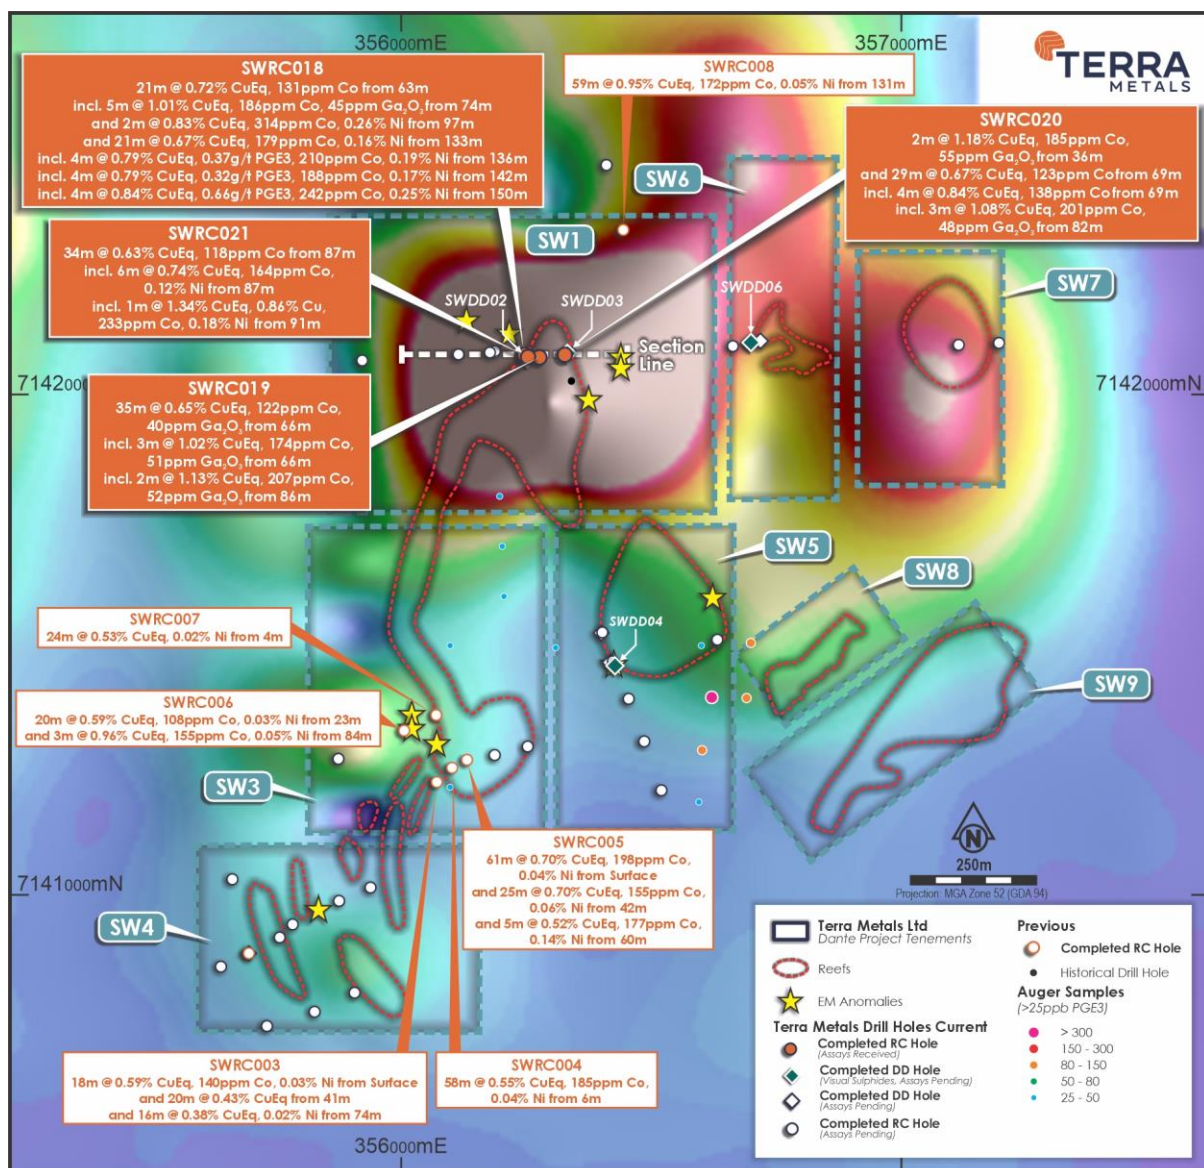 356000mE
357000mE
TERRA
METALS
SWRC018
21m @ 0.72% CuEq, 131ppm Co from 63m
incl. 5m @ 1.01% CuEq, 186ppm Co, 45ppm Ga₂O₃ from 74m
and 2m @ 0.83% CuEq, 314ppm Co, 0.26% Ni from 97m
and 21m @ 0.67% CuEq, 179ppm Co, 0.16% Ni from 133m
incl. 4m @ 0.79% CuEq, 0.37g/t PGE3, 210ppm Co, 0.19% Ni from 136m
incl. 4m @ 0.79% CuEq, 0.32g/t PGE3, 188ppm Co, 0.17% Ni from 142m
incl. 4m @ 0.84% CuEq, 0.66g/t PGE3, 242ppm Co, 0.25% Ni from 150m
SWRC008
59m @ 0.95% CuEq, 172ppm Co, 0.05% Ni from 131m
SWRC020
2m @ 1.18% CuEq, 185ppm Co,
55ppm Ga₂O₃ from 36m
and 29m @ 0.67% CuEq, 123ppm Co from 69m
incl. 4m @ 0.84% CuEq, 138ppm Co from 69m
incl. 3m @ 1.08% CuEq, 201ppm Co,
48ppm Ga₂O₃ from 82m
SW6
SW1
SW7
SWRC021
34m @ 0.63% CuEq, 118ppm Co from 87m
incl. 6m @ 0.74% CuEq, 164ppm Co,
0.12% Ni from 87m
incl. 1m @ 1.34% CuEq, 0.86% Cu,
233ppm Co, 0.18% Ni from 91m
SWDD02
SWDD03
SWDD06
Section
Line
7142000mN
7142000mN
SWRC019
35m @ 0.65% CuEq, 122ppm Co,
40ppm Ga₂O₃ from 66m
incl. 3m @ 1.02% CuEq, 174ppm Co,
51ppm Ga₂O₃ from 66m
incl. 2m @ 1.13% CuEq, 207ppm Co,
52ppm Ga₂O₃ from 86m
SW5
SW8
SWDD04
SW9
SWRC007
24m @ 0.53% CuEq, 0.02% Ni from 4m
SWRC006
20m @ 0.59% CuEq, 108ppm Co, 0.03% Ni from 23m
and 3m @ 0.96% CuEq, 155ppm Co, 0.05% Ni from 84m
SW3
SWRC005
61m @ 0.70% CuEq, 198ppm Co,
0.04% Ni from Surface
and 25m @ 0.70% CuEq, 155ppm Co,
0.06% Ni from 42m
and 5m @ 0.52% CuEq, 177ppm Co,
0.14% Ni from 60m
N
250m
Projection: MGA Zone 52 (GDA 94)
7141000mN
7141000mN
SW4
SWRC003
18m @ 0.59% CuEq, 140ppm Co, 0.03% Ni from Surface
and 20m @ 0.43% CuEq from 41m
and 16m @ 0.38% CuEq, 0.02% Ni from 74m
SWRC004
58m @ 0.55% CuEq, 185ppm Co,
0.04% Ni from 6m
356000mE
Terra Metals Ltd
Dante Project Tenements
Reefs
EM Anomalies
Terra Metals Drill Holes Current
Completed RC Hole
(Assays Received)
Completed DD Hole
(Visual Sulphides, Assays Pending)
Completed DD Hole
(Assays Pending)
Completed RC Hole
(Assays Pending)
Previous
Completed RC Hole
Historical Drill Hole
Auger Samples
(>25ppb PGE3)
> 300
150 - 300
80 - 150
50 - 80
25 - 50